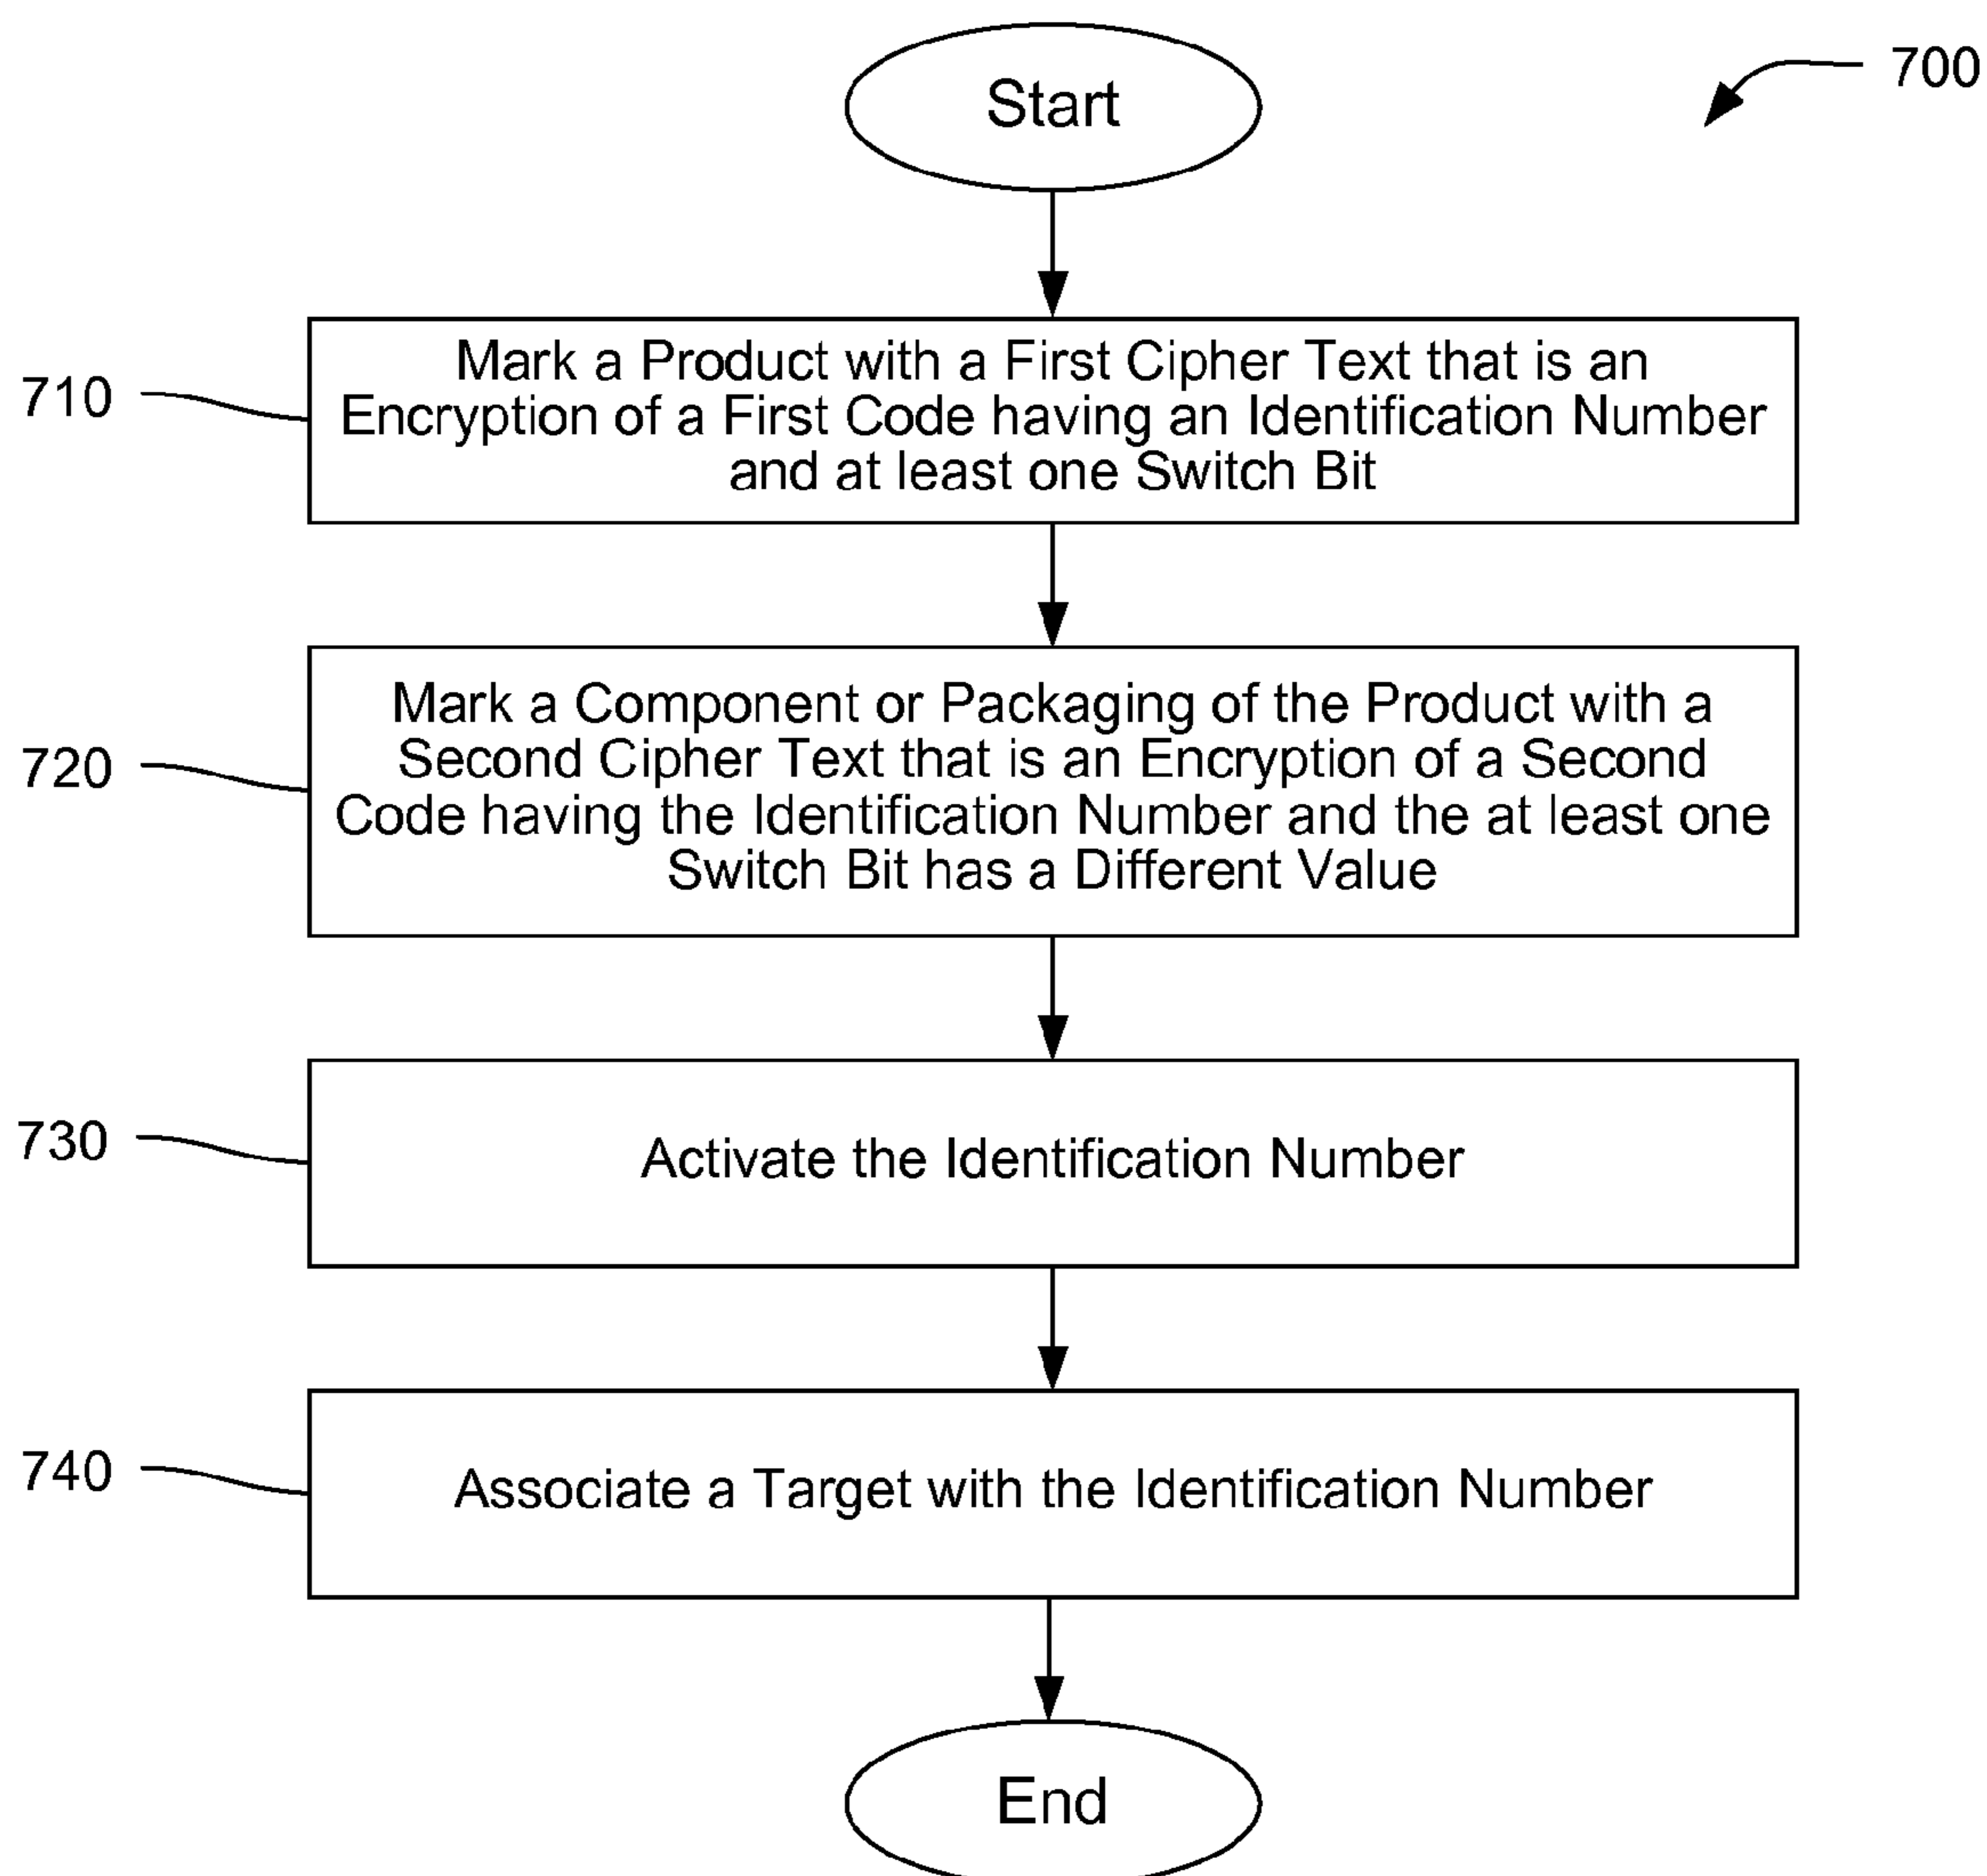 Start
700
710
Mark a Product with a First Cipher Text that is an
Encryption of a First Code having an Identification Number
and at least one Switch Bit
720
Mark a Component or Packaging of the Product with a
Second Cipher Text that is an Encryption of a Second
Code having the Identification Number and the at least one
Switch Bit has a Different Value
730
Activate the Identification Number
740
Associate a Target with the Identification Number
End